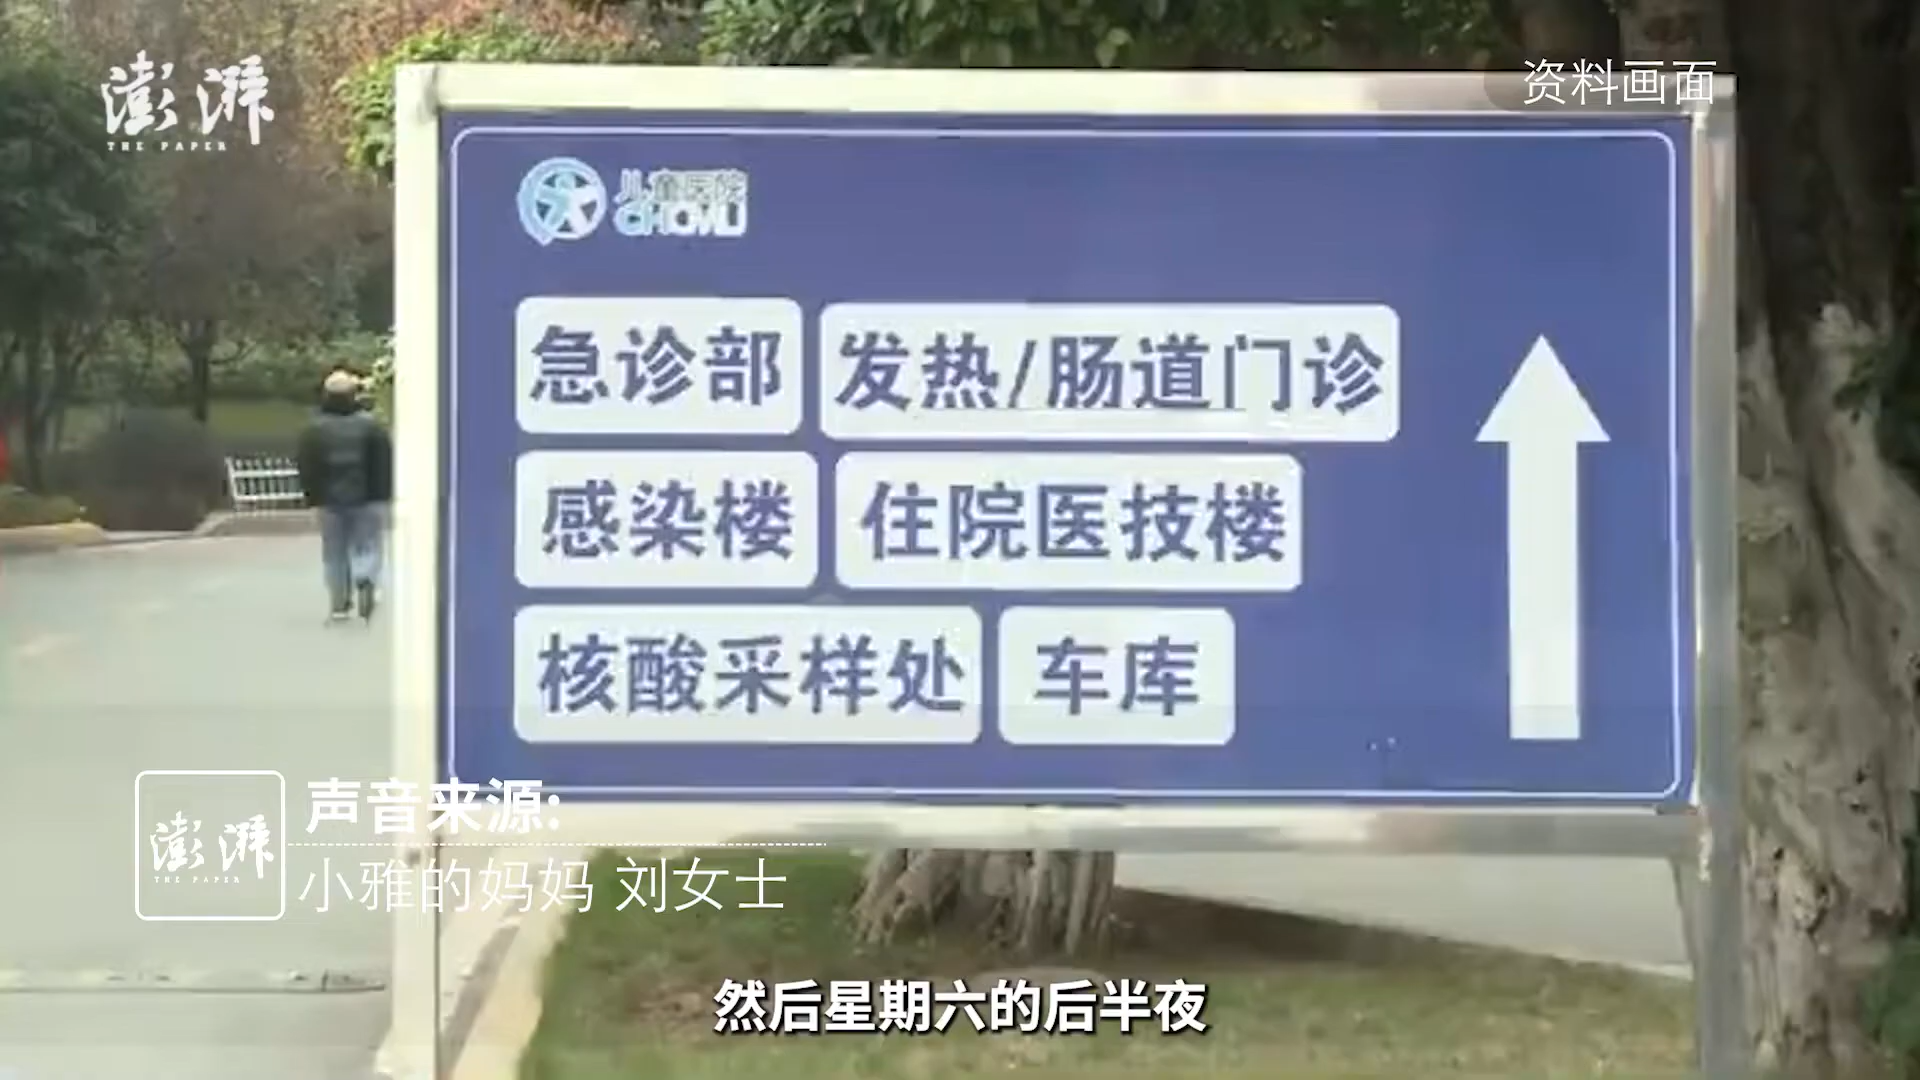 澎湃
THE PAPER
资料画面
儿童医院
CHCMU
急诊部 发热/肠道门诊
感染楼 住院医技楼
核酸采样处 车库
澎湃
THE PAPER
声音来源:
小雅的妈妈 刘女士
然后星期六的后半夜